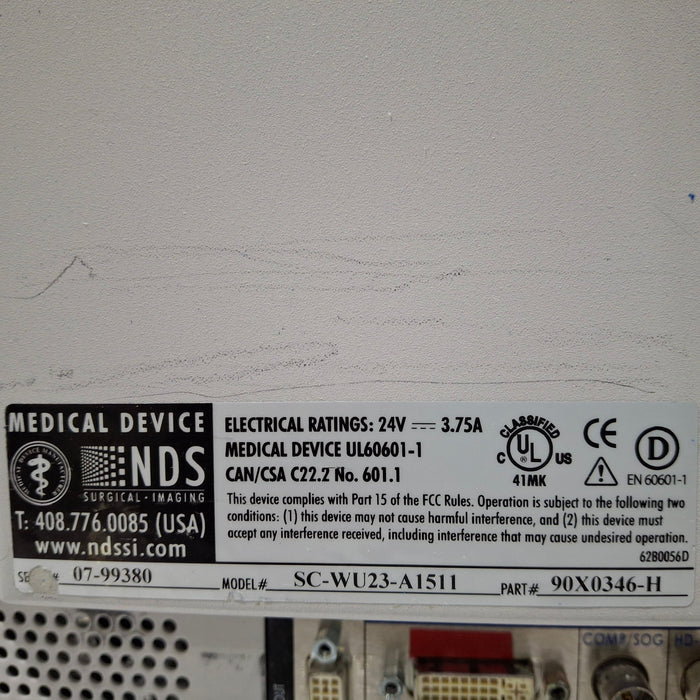 MEDICAL DEVICE
NDS
SURGICAL · IMAGING
T: 408.776.0085 (USA)
www.ndssi.com
ELECTRICAL RATINGS: 24V 3.75A
MEDICAL DEVICE UL60601-1
CAN/CSA C22.2 No. 601.1
CLASSIFIED
C UL US
41MK
CE
D
EN 60601-1
This device complies with Part 15 of the FCC Rules. Operation is subject to the following two
conditions: (1) this device may not cause harmful interference, and (2) this device must
accept any interference received, including interference that may cause undesired operation.
62B0056D
SE # 07-99380 MODEL# SC-WU23-A1511 PART# 90X0346-H
COMP/SOG HD-